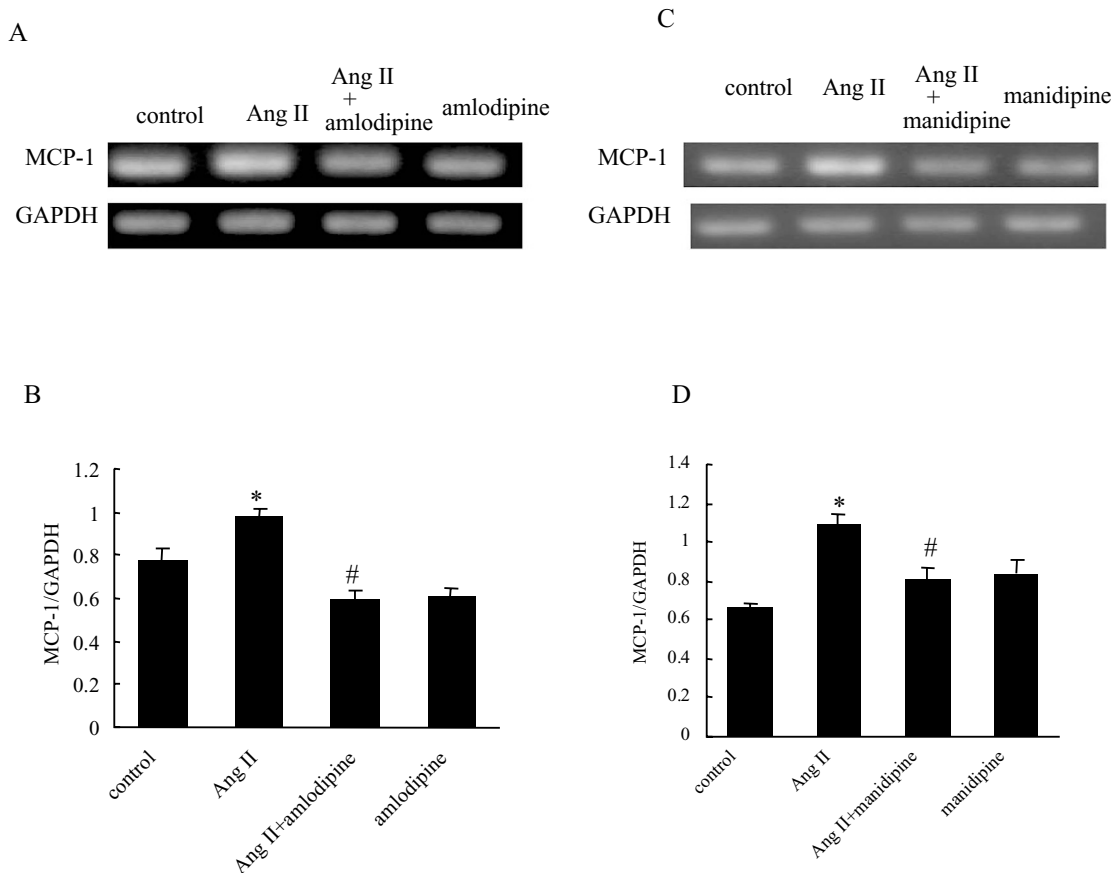 A
control
Ang II
Ang II
+
amlodipine
amlodipine
MCP-1
GAPDH
C
control
Ang II
Ang II
+
manidipine
manidipine
MCP-1
GAPDH
B
MCP-1/GAPDH
1.2
1
0.8
0.6
0.4
0.2
0
*
#
control
Ang II
Ang II+amlodipine
amlodipine
D
MCP-1/GAPDH
1.4
1.2
1
0.8
0.6
0.4
0.2
0
*
#
control
Ang II
Ang II+manidipine
manidipine